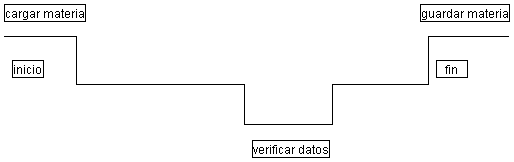 cargar materia
guardar materia
inicio
fin
verificar datos